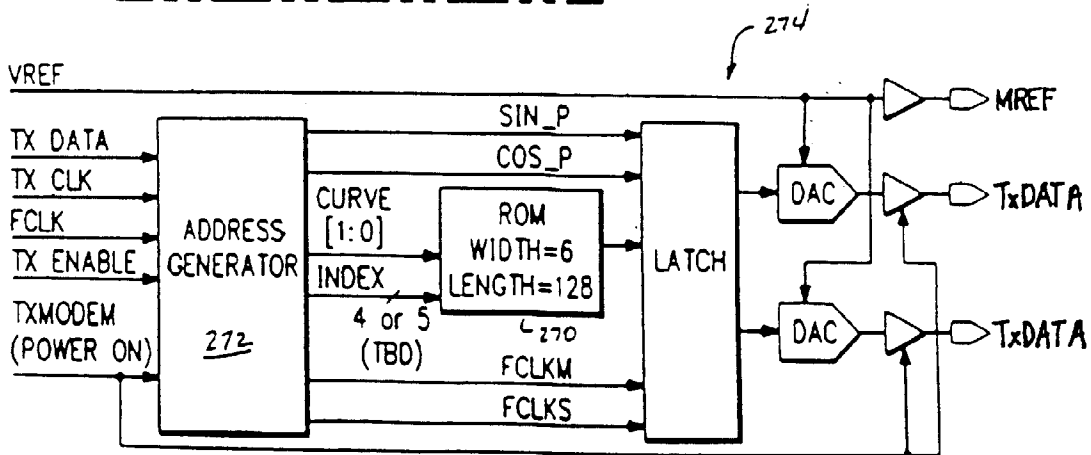 274
VREF
MREF
SIN_P
TX DATA
COS_P
TX CLK
CURVE
[1:0]
DAC
TxDATA
FCLK
ADDRESS
GENERATOR
ROM
WIDTH=6
LENGTH=128
LATCH
TX ENABLE
INDEX
4 or 5
(TBD)
270
TXMODEM
(POWER ON)
272
DAC
TxDATA
FCLKM
FCLKS